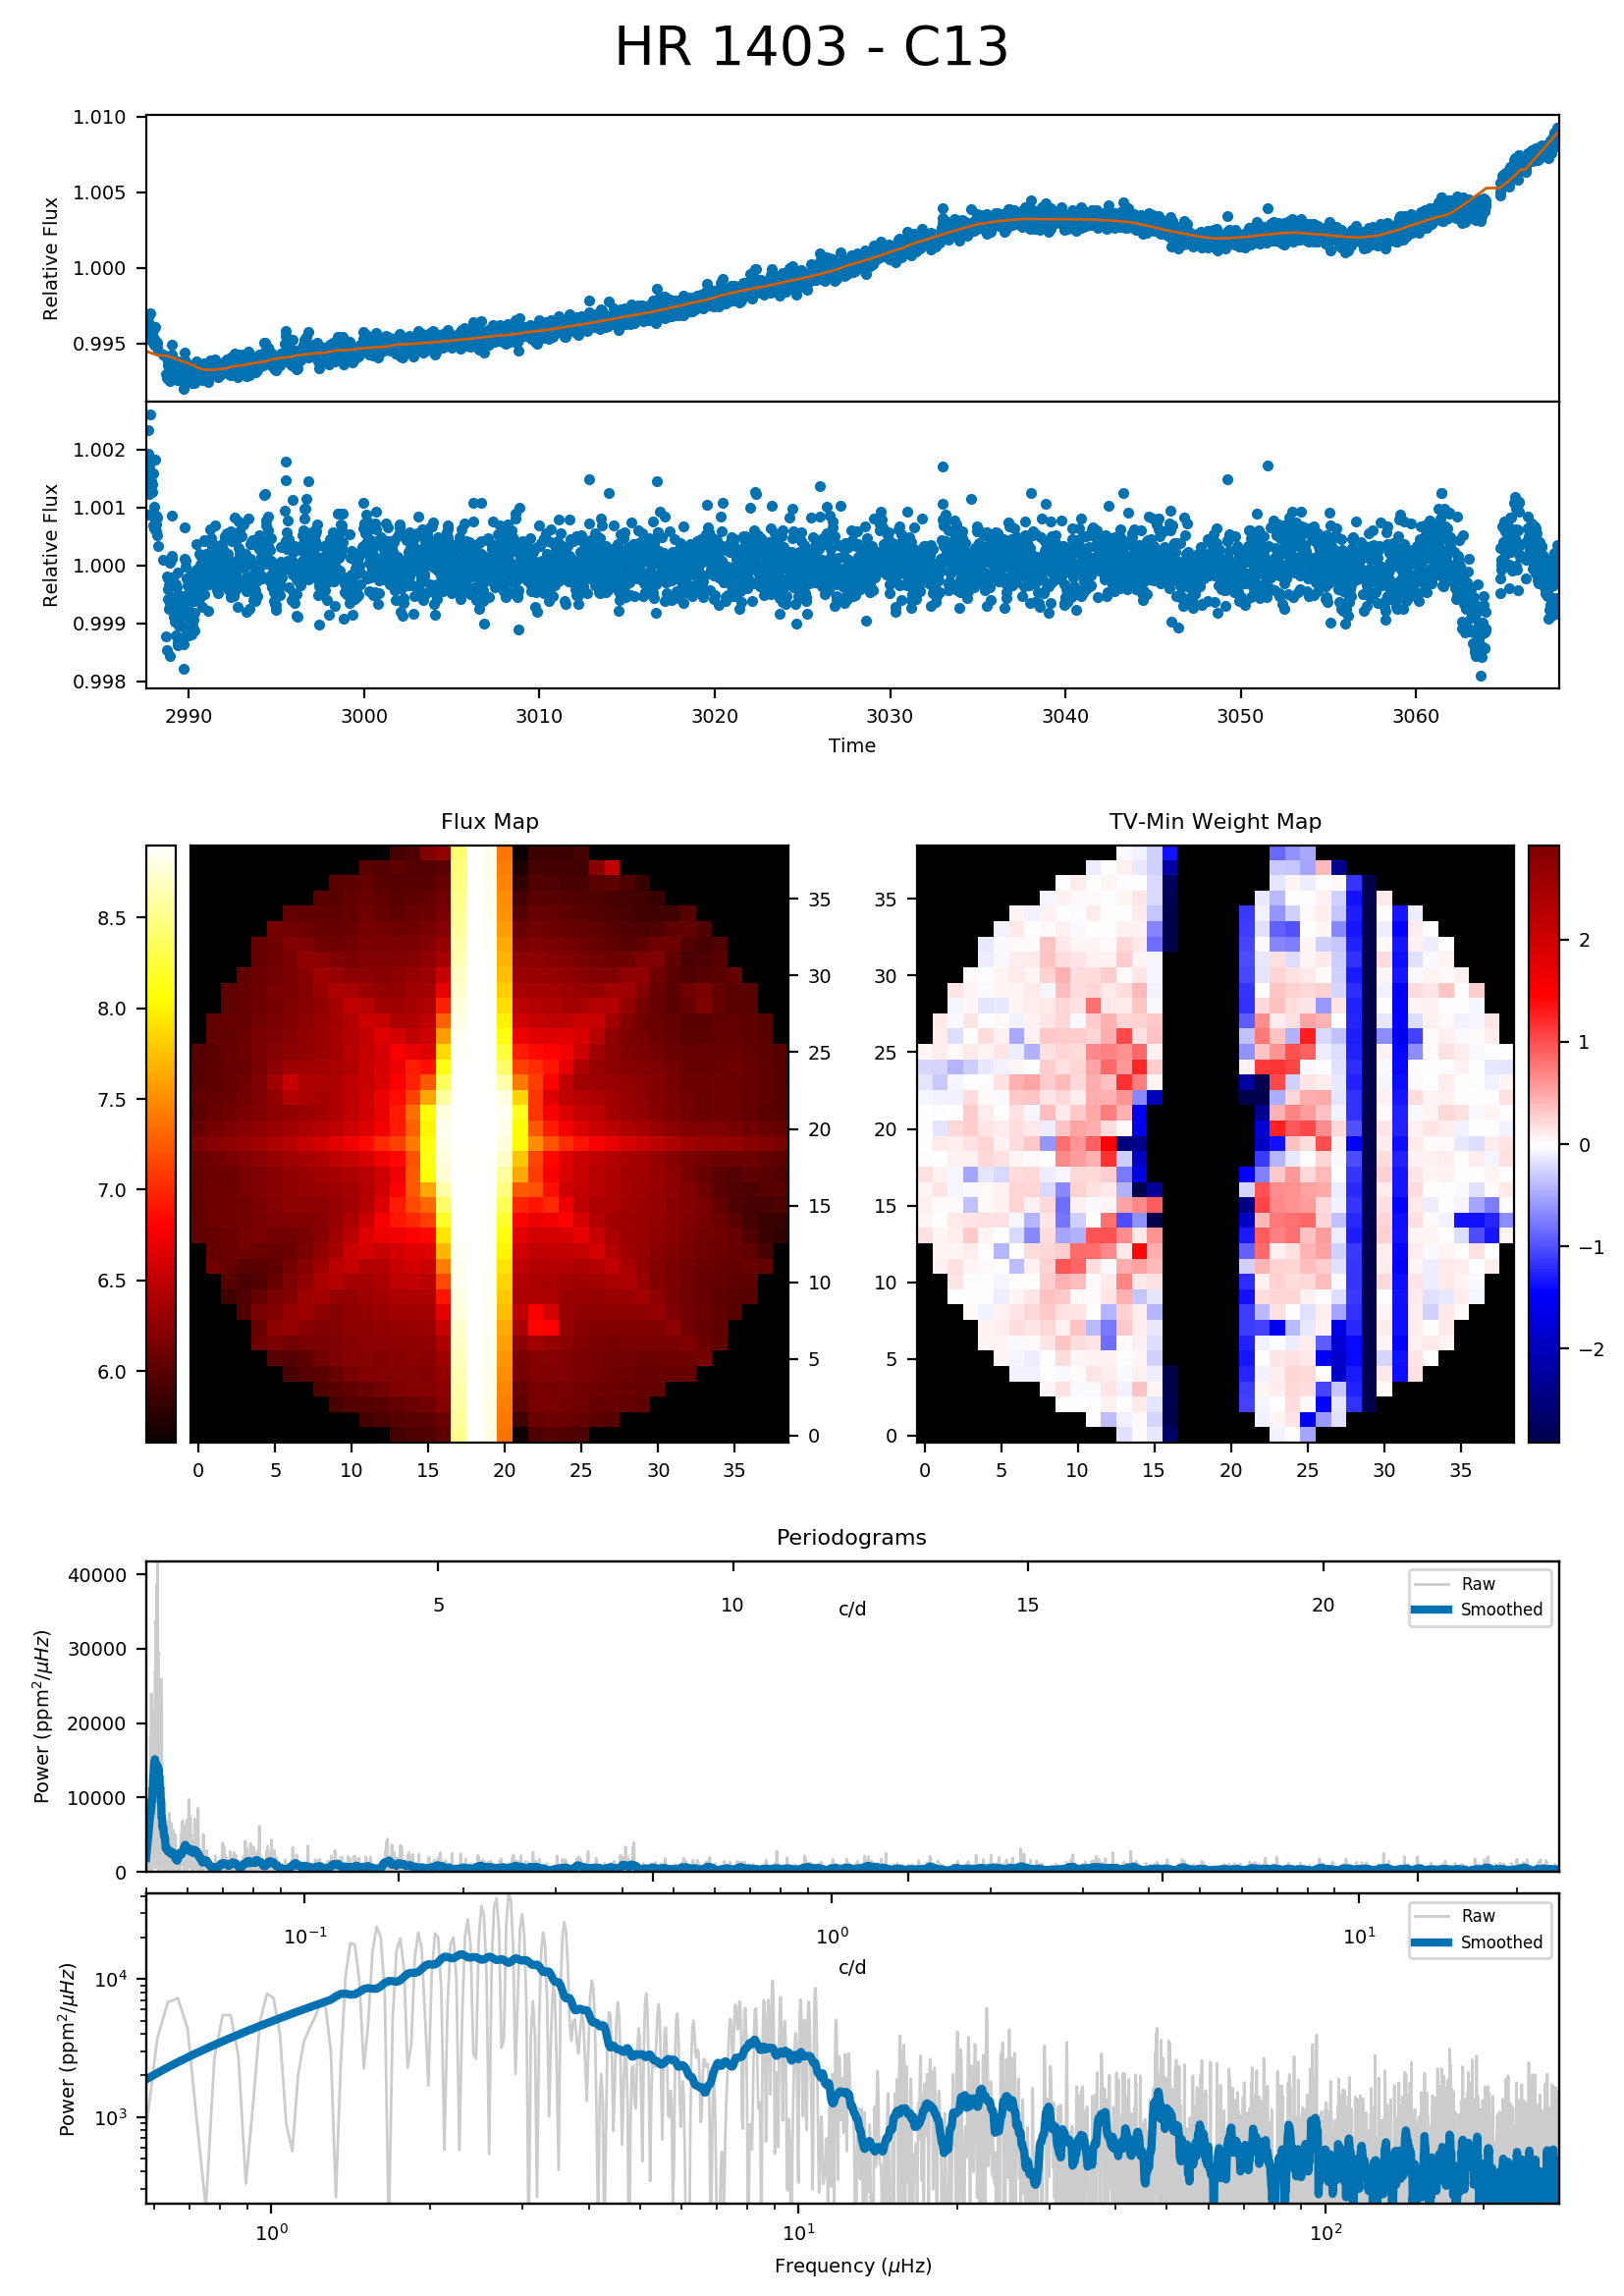 HR 1403 - C13
1.010
1.005
1.000
0.995
Relative Flux
1.002
1.001
1.000
0.999
0.998
Relative Flux
2990 3000 3010 3020 3030 3040 3050 3060
Time
Flux Map
8.5
8.0
7.5
7.0
6.5
6.0
35
30
25
20
15
10
5
0
0 5 10 15 20 25 30 35
TV-Min Weight Map
35
30
25
20
15
10
5
0
0 5 10 15 20 25 30 35
2
1
0
−1
−2
Periodograms
40000
30000
20000
10000
0
Power (ppm²/μHz)
5 10 15 20
c/d
Raw
Smoothed
10⁻¹ 10⁰ 10¹
c/d
Raw
Smoothed
10⁴
10³
Power (ppm²/μHz)
10⁰ 10¹ 10²
Frequency (μHz)